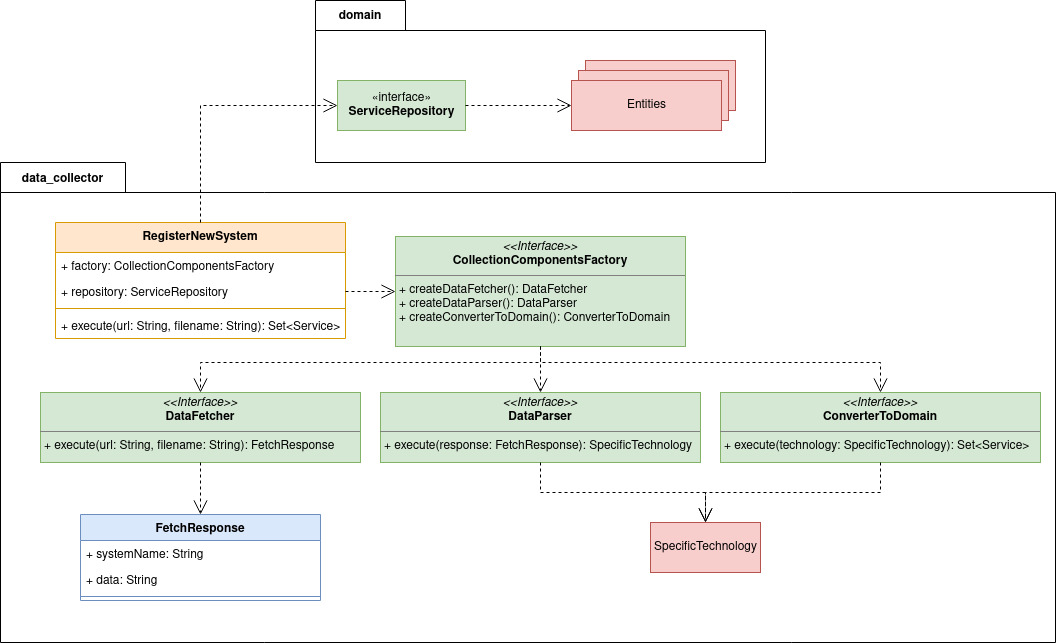 domain
«interface»
ServiceRepository
Entities
data_collector
RegisterNewSystem
+ factory: CollectionComponentsFactory
+ repository: ServiceRepository
+ execute(url: String, filename: String): Set<Service>
<<Interface>>
CollectionComponentsFactory
+ createDataFetcher(): DataFetcher
+ createDataParser(): DataParser
+ createConverterToDomain(): ConverterToDomain
<<Interface>>
DataFetcher
+ execute(url: String, filename: String): FetchResponse
<<Interface>>
DataParser
+ execute(response: FetchResponse): SpecificTechnology
<<Interface>>
ConverterToDomain
+ execute(technology: SpecificTechnology): Set<Service>
FetchResponse
+ systemName: String
+ data: String
SpecificTechnology